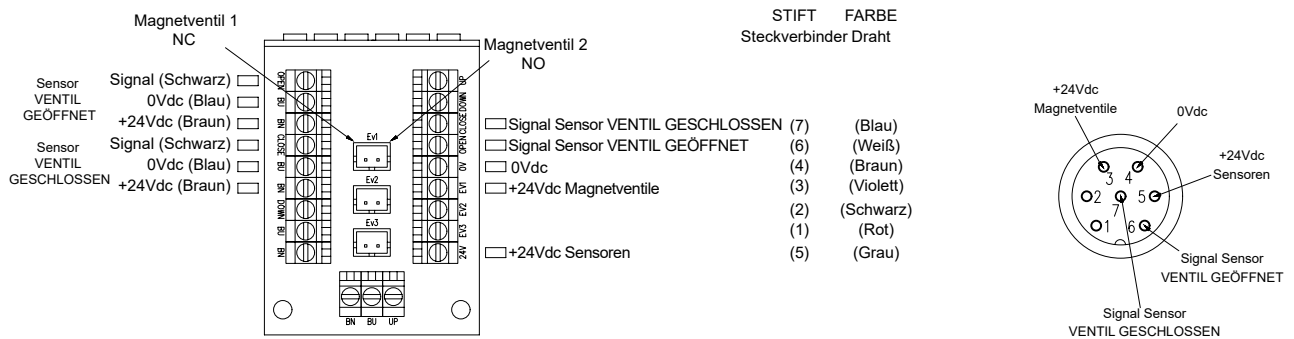 Magnetventil 1
NC
Magnetventil 2
NO
STIFT FARBE
Steckverbinder Draht
Sensor
VENTIL
GEÖFFNET
Signal (Schwarz)
0Vdc (Blau)
+24Vdc (Braun)
Sensor
VENTIL
GESCHLOSSEN
Signal (Schwarz)
0Vdc (Blau)
+24Vdc (Braun)
OPEN
BU
BN
CLOSE
BU
BN
DOWN
BU
BN
Ev1
Ev2
Ev3
UP
DOWN
CLOSE
OPEN
0V
EV1
EV2
EV3
24V
BN BU UP
Signal Sensor VENTIL GESCHLOSSEN (7) (Blau)
Signal Sensor VENTIL GEÖFFNET (6) (Weiß)
0Vdc (4) (Braun)
+24Vdc Magnetventile (3) (Violett)
(2) (Schwarz)
(1) (Rot)
+24Vdc Sensoren (5) (Grau)
+24Vdc
Magnetventile
0Vdc
+24Vdc
Sensoren
3 4
2 7 5
1 6
Signal Sensor
VENTIL GEÖFFNET
Signal Sensor
VENTIL GESCHLOSSEN